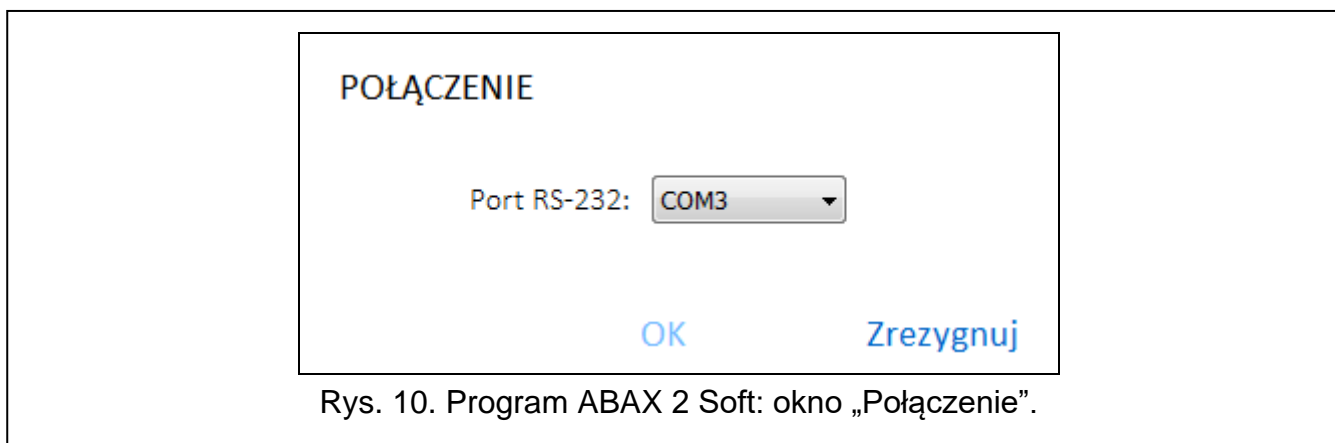 POŁĄCZENIE
Port RS-232: COM3
OK Zrezygnuj
Rys. 10. Program ABAX 2 Soft: okno „Połączenie”.